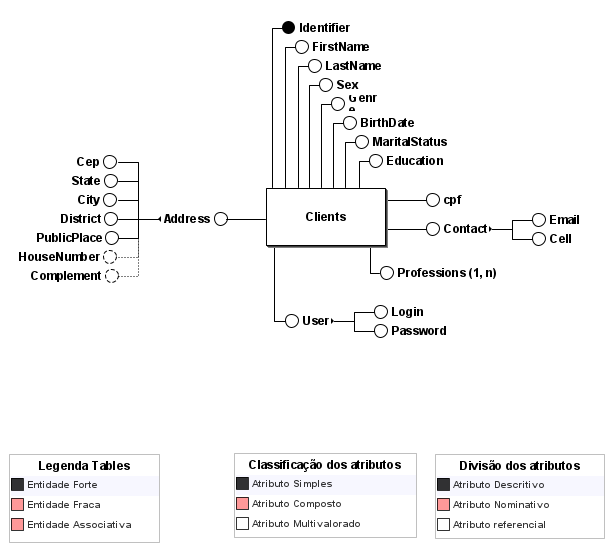 Identifier
FirstName
LastName
Sex
Genr
e
BirthDate
MaritalStatus
Education
Cep
State
City
District
PublicPlace
HouseNumber
Complement
Address
Clients
cpf
Contact
Email
Cell
Professions (1, n)
User
Login
Password
Legenda Tables
Entidade Forte
Entidade Fraca
Entidade Associativa
Classificação dos atributos
Atributo Simples
Atributo Composto
Atributo Multivalorado
Divisão dos atributos
Atributo Descritivo
Atributo Nominativo
Atributo referencial